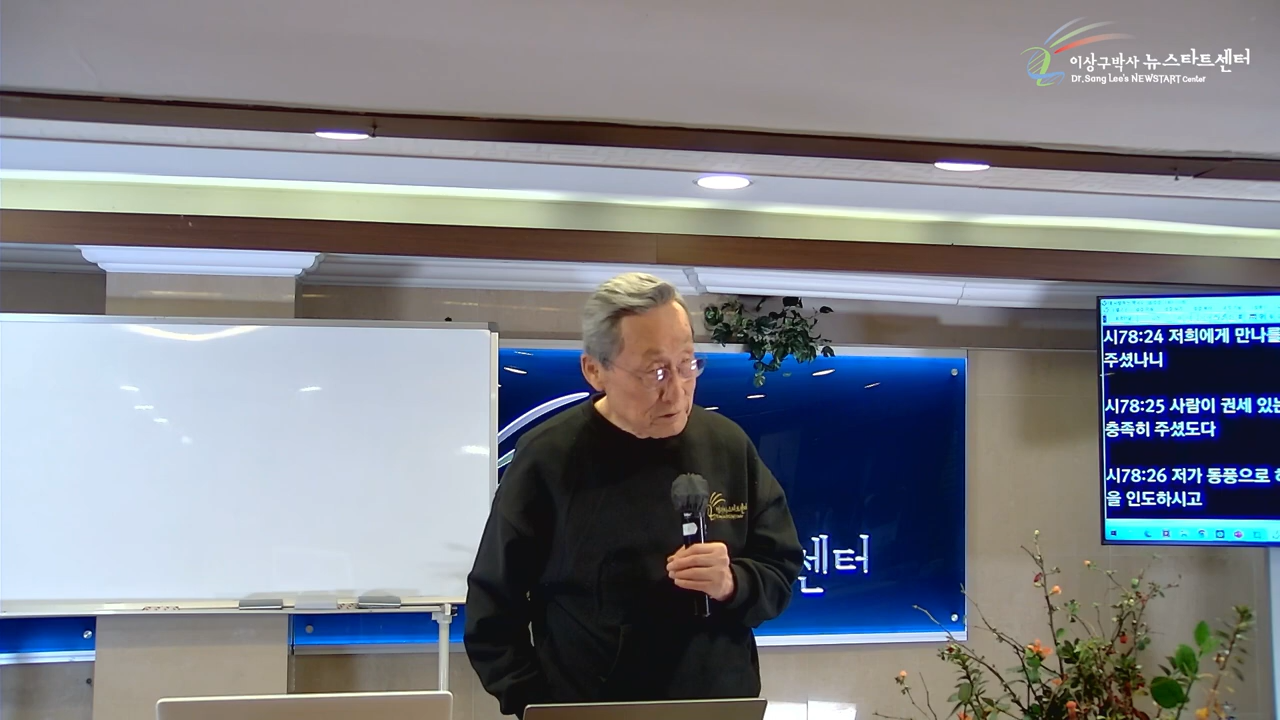 이상구박사 뉴스타트센터
Dr. Sang Lee's NEWSTART Center
시78:24 저희에게 만나를
주셨나니
시78:25 사람이 권세 있는
충족히 주셨도다
시78:26 저가 동풍으로
을 인도하시고
센터